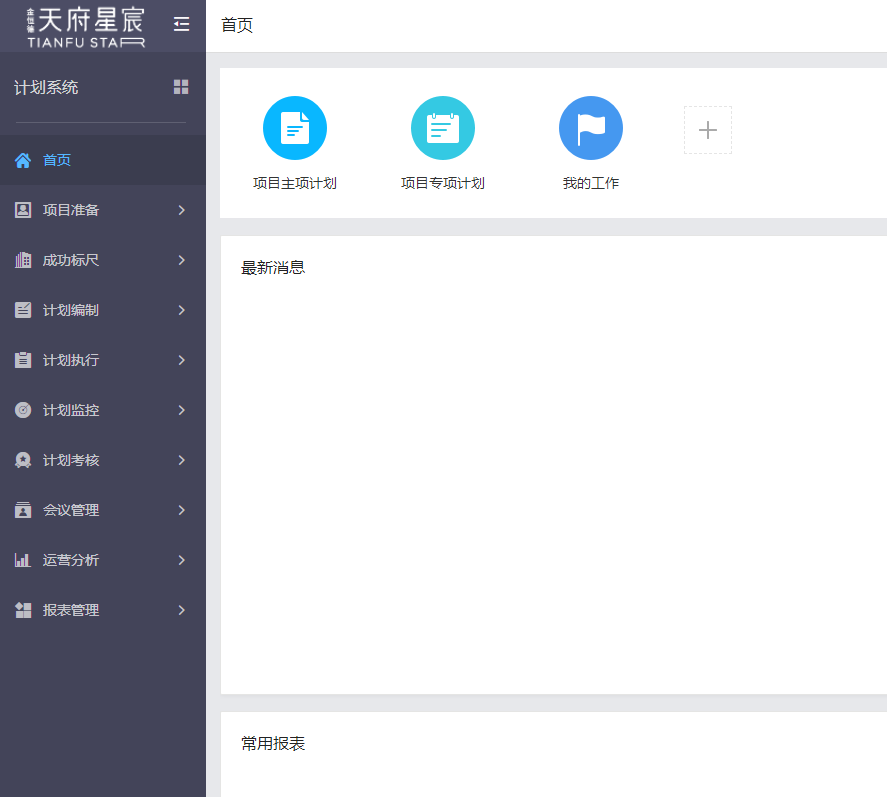 金恒德
天府星宸
TIANFU STAR
首页
计划系统
首页
项目准备
成功标尺
计划编制
计划执行
计划监控
计划考核
会议管理
运营分析
报表管理
项目主项计划
项目专项计划
我的工作
最新消息
常用报表